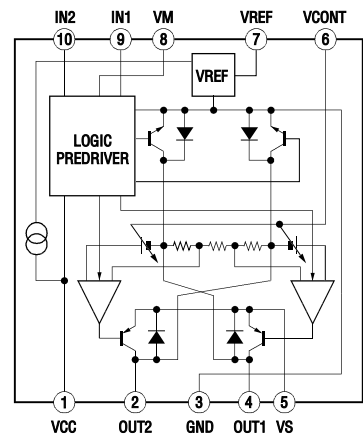 IN2 IN1 VM VREF VCONT
10 9 8 7 6
VREF
LOGIC
PREDRIVER
1 2 3 4 5
VCC OUT2 GND OUT1 VS